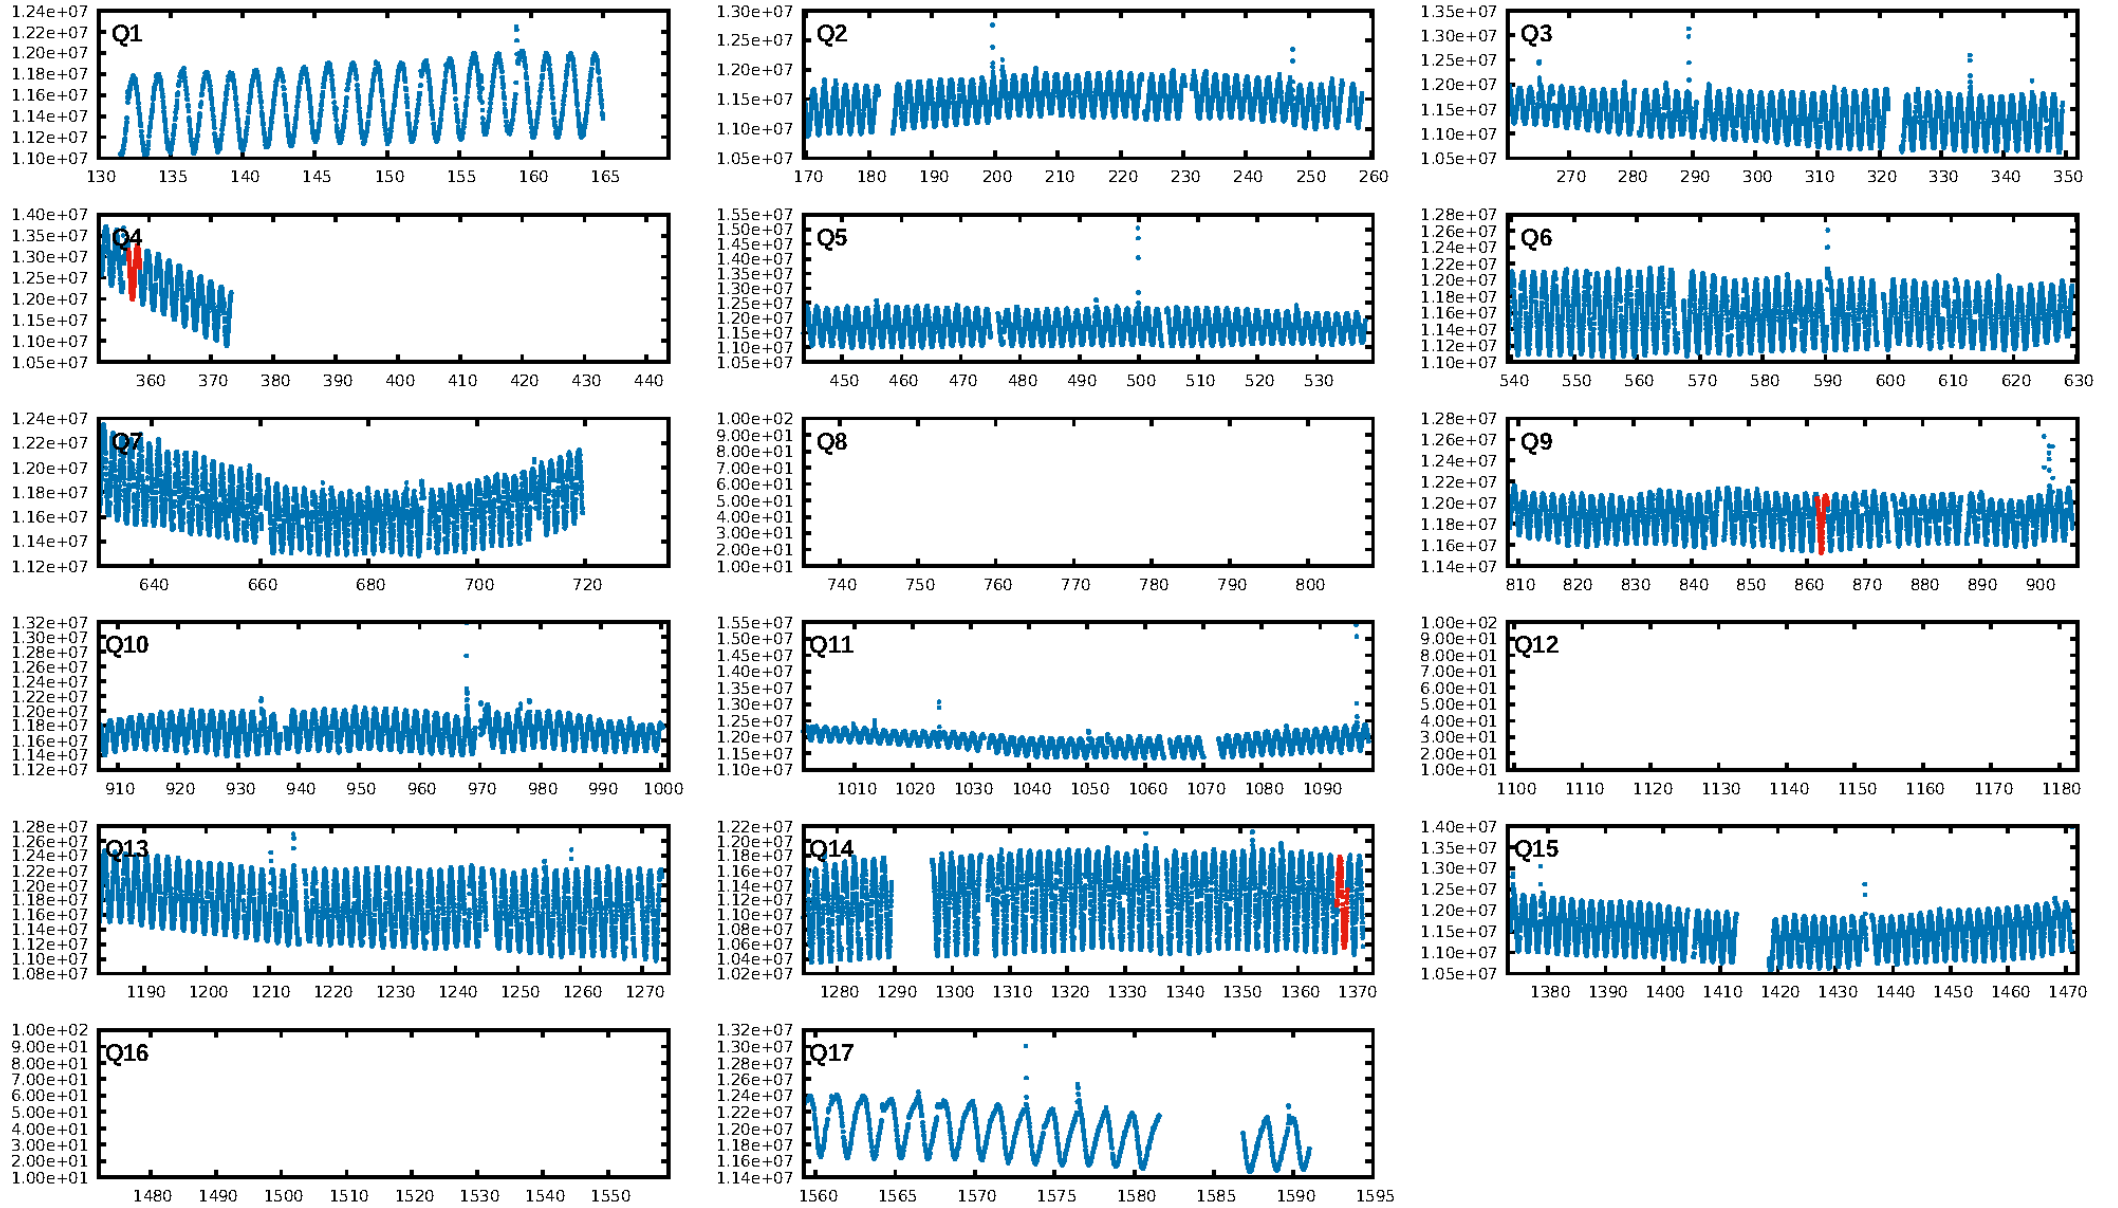 Q1
1.24e+07
1.22e+07
1.20e+07
1.18e+07
1.16e+07
1.14e+07
1.12e+07
1.10e+07
130 135 140 145 150 155 160 165
Q2
1.30e+07
1.25e+07
1.20e+07
1.15e+07
1.10e+07
1.05e+07
170 180 190 200 210 220 230 240 250 260
Q3
1.35e+07
1.30e+07
1.25e+07
1.20e+07
1.15e+07
1.10e+07
1.05e+07
270 280 290 300 310 320 330 340 350
Q4
1.40e+07
1.35e+07
1.30e+07
1.25e+07
1.20e+07
1.15e+07
1.10e+07
1.05e+07
360 370 380 390 400 410 420 430 440
Q5
1.55e+07
1.50e+07
1.45e+07
1.40e+07
1.35e+07
1.30e+07
1.25e+07
1.20e+07
1.15e+07
1.10e+07
1.05e+07
450 460 470 480 490 500 510 520 530
Q6
1.28e+07
1.26e+07
1.24e+07
1.22e+07
1.20e+07
1.18e+07
1.16e+07
1.14e+07
1.12e+07
1.10e+07
540 550 560 570 580 590 600 610 620 630
Q7
1.24e+07
1.22e+07
1.20e+07
1.18e+07
1.16e+07
1.14e+07
1.12e+07
640 660 680 700 720
Q8
1.00e+02
9.00e+01
8.00e+01
7.00e+01
6.00e+01
5.00e+01
4.00e+01
3.00e+01
2.00e+01
1.00e+01
740 750 760 770 780 790 800
Q9
1.28e+07
1.26e+07
1.24e+07
1.22e+07
1.20e+07
1.18e+07
1.16e+07
1.14e+07
810 820 830 840 850 860 870 880 890 900
Q10
1.32e+07
1.30e+07
1.28e+07
1.26e+07
1.24e+07
1.22e+07
1.20e+07
1.18e+07
1.16e+07
1.14e+07
1.12e+07
910 920 930 940 950 960 970 980 990 1000
Q11
1.55e+07
1.50e+07
1.45e+07
1.40e+07
1.35e+07
1.30e+07
1.25e+07
1.20e+07
1.15e+07
1.10e+07
1010 1020 1030 1040 1050 1060 1070 1080 1090
Q12
1.00e+02
9.00e+01
8.00e+01
7.00e+01
6.00e+01
5.00e+01
4.00e+01
3.00e+01
2.00e+01
1.00e+01
1100 1110 1120 1130 1140 1150 1160 1170 1180
Q13
1.28e+07
1.26e+07
1.24e+07
1.22e+07
1.20e+07
1.18e+07
1.16e+07
1.14e+07
1.12e+07
1.10e+07
1.08e+07
1190 1200 1210 1220 1230 1240 1250 1260 1270
Q14
1.22e+07
1.20e+07
1.18e+07
1.16e+07
1.14e+07
1.12e+07
1.10e+07
1.08e+07
1.06e+07
1.04e+07
1.02e+07
1280 1290 1300 1310 1320 1330 1340 1350 1360 1370
Q15
1.40e+07
1.35e+07
1.30e+07
1.25e+07
1.20e+07
1.15e+07
1.10e+07
1.05e+07
1380 1390 1400 1410 1420 1430 1440 1450 1460 1470
Q16
1.00e+02
9.00e+01
8.00e+01
7.00e+01
6.00e+01
5.00e+01
4.00e+01
3.00e+01
2.00e+01
1.00e+01
1480 1490 1500 1510 1520 1530 1540 1550
Q17
1.32e+07
1.30e+07
1.28e+07
1.26e+07
1.24e+07
1.22e+07
1.20e+07
1.18e+07
1.16e+07
1.14e+07
1560 1565 1570 1575 1580 1585 1590 1595